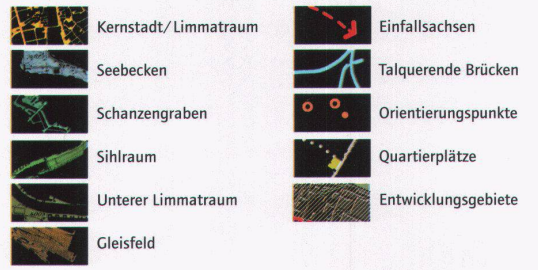 Kernstadt/Limmatraum
Seebecken
Schanzengraben
Sihlraum
Unterer Limmatraum
Gleisfeld
Einfallsachsen
Talquerende Brücken
Orientierungspunkte
Quartierplätze
Entwicklungsgebiete